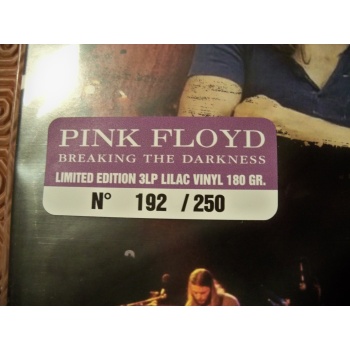 PINK FLOYD
BREAKING THE DARKNESS
LIMITED EDITION 3LP LILAC VINYL 180 GR.
N° 192 / 250